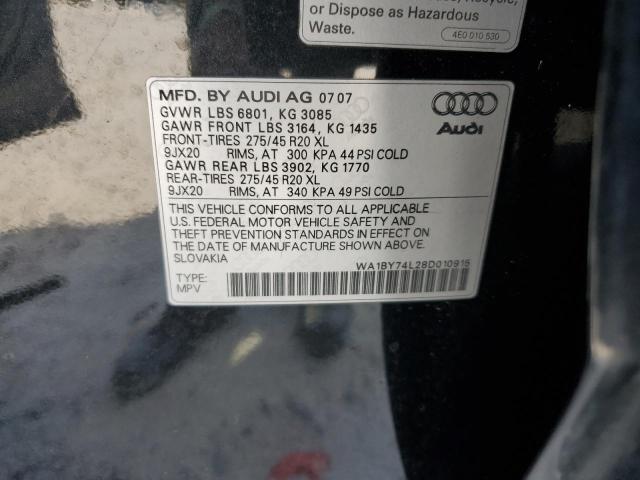 or Dispose as Hazardous
Waste.
4E0 010 530
MFD. BY AUDI AG 07 07
GVWR LBS 6801, KG 3085
GAWR FRONT LBS 3164, KG 1435
FRONT-TIRES 275/45 R20 XL
9JX20 RIMS, AT 300 KPA 44 PSI COLD
GAWR REAR LBS 3902, KG 1770
REAR-TIRES 275/45 R20 XL
9JX20 RIMS, AT 340 KPA 49 PSI COLD
Audi
THIS VEHICLE CONFORMS TO ALL APPLICABLE
U.S. FEDERAL MOTOR VEHICLE SAFETY AND
THEFT PREVENTION STANDARDS IN EFFECT ON
THE DATE OF MANUFACTURE SHOWN ABOVE.
SLOVAKIA
WA1BY74L28D010915
TYPE:
MPV